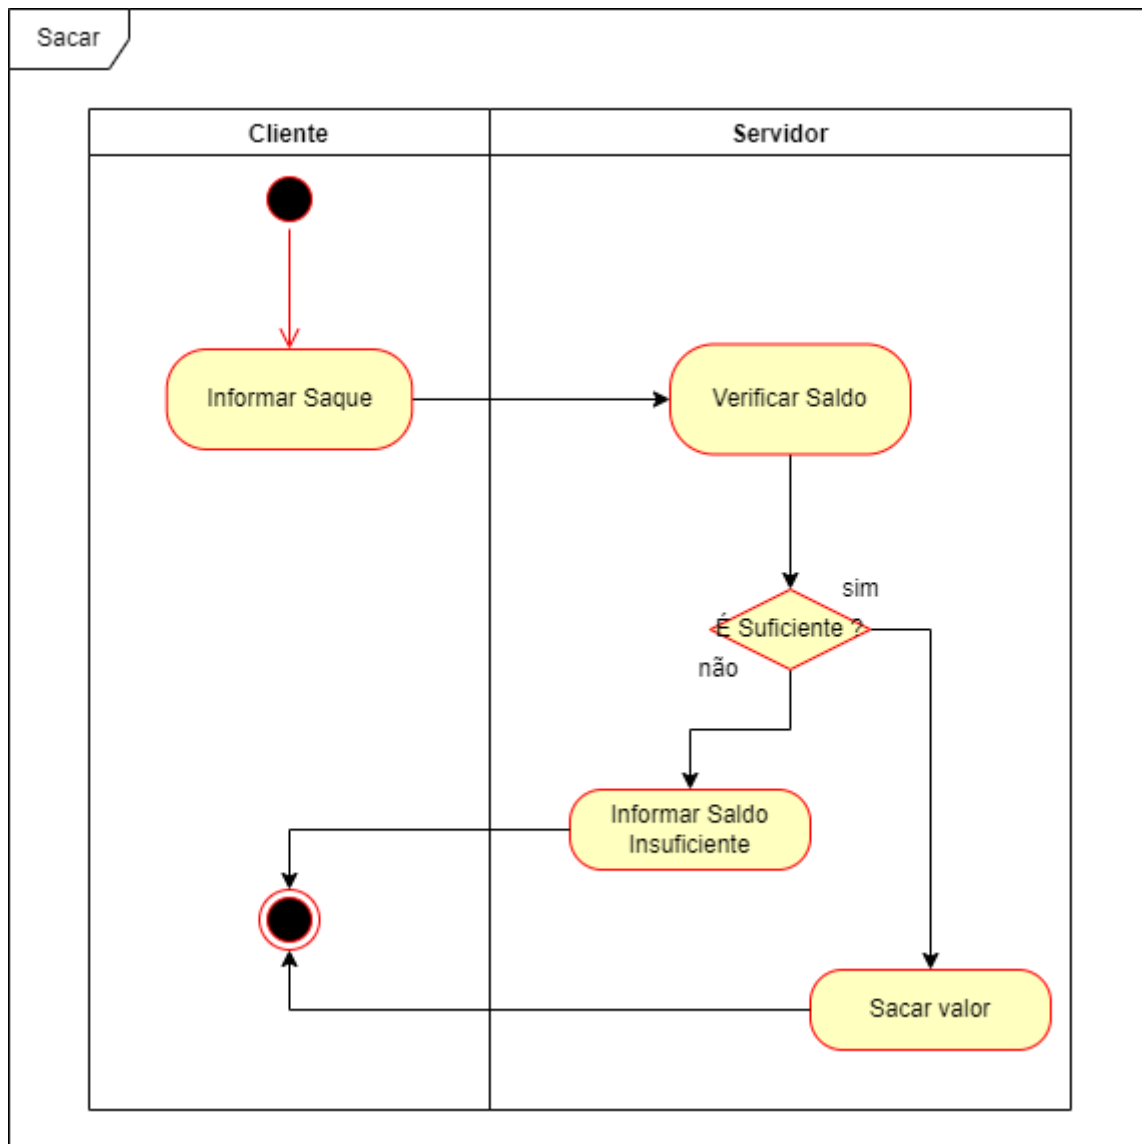 Sacar
Cliente
Servidor
Informar Saque
Verificar Saldo
sim
É Suficiente ?
não
Informar Saldo
Insuficiente
Sacar valor